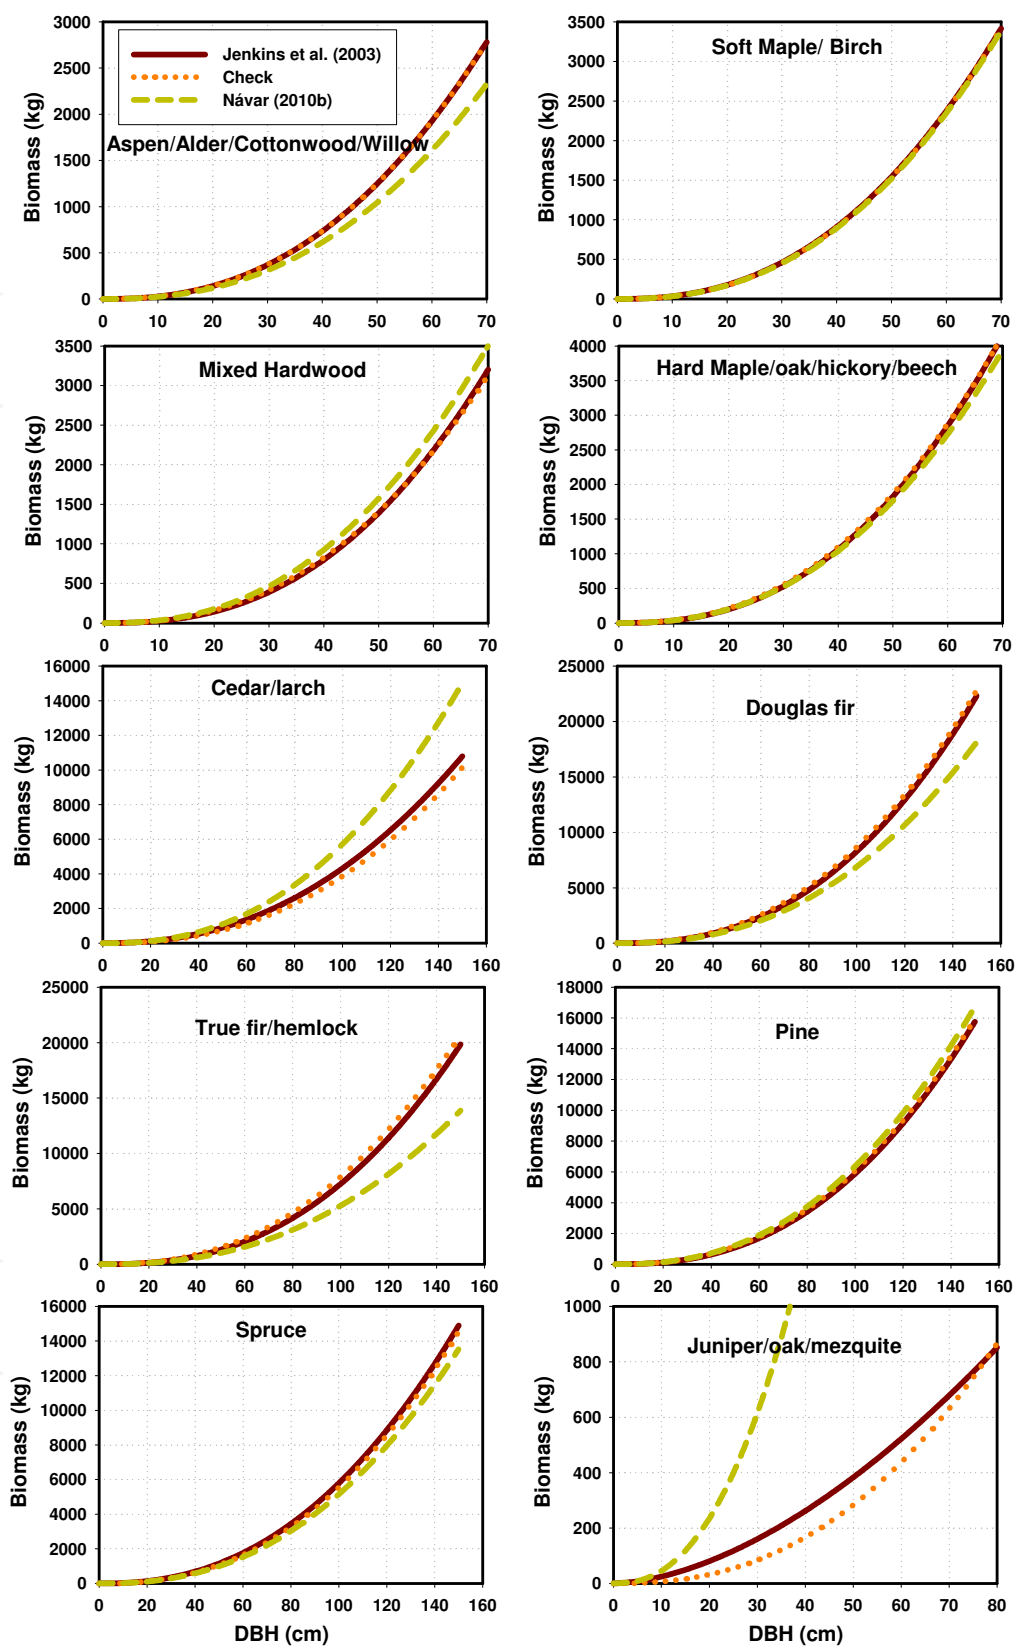 Biomass (kg)
3000
2500
2000
1500
1000
500
0
Jenkins et al. (2003)
Check
Návar (2010b)
Aspen/Alder/Cottonwood/Willow
0 10 20 30 40 50 60 70
Biomass (kg)
3500
3000
2500
2000
1500
1000
500
0
Soft Maple/ Birch
0 10 20 30 40 50 60 70
Biomass (kg)
3500
3000
2500
2000
1500
1000
500
0
Mixed Hardwood
0 10 20 30 40 50 60 70
Biomass (kg)
4000
3500
3000
2500
2000
1500
1000
500
0
Hard Maple/oak/hickory/beech
0 10 20 30 40 50 60 70
Biomass (kg)
16000
14000
12000
10000
8000
6000
4000
2000
0
Cedar/larch
0 20 40 60 80 100 120 140 160
Biomass (kg)
25000
20000
15000
10000
5000
0
Douglas fir
0 20 40 60 80 100 120 140 160
Biomass (kg)
25000
20000
15000
10000
5000
0
True fir/hemlock
0 20 40 60 80 100 120 140 160
Biomass (kg)
18000
16000
14000
12000
10000
8000
6000
4000
2000
0
Pine
0 20 40 60 80 100 120 140 160
Biomass (kg)
16000
14000
12000
10000
8000
6000
4000
2000
0
Spruce
0 20 40 60 80 100 120 140 160
DBH (cm)
Biomass (kg)
1000
800
600
400
200
0
Juniper/oak/mezquite
0 10 20 30 40 50 60 70 80
DBH (cm)